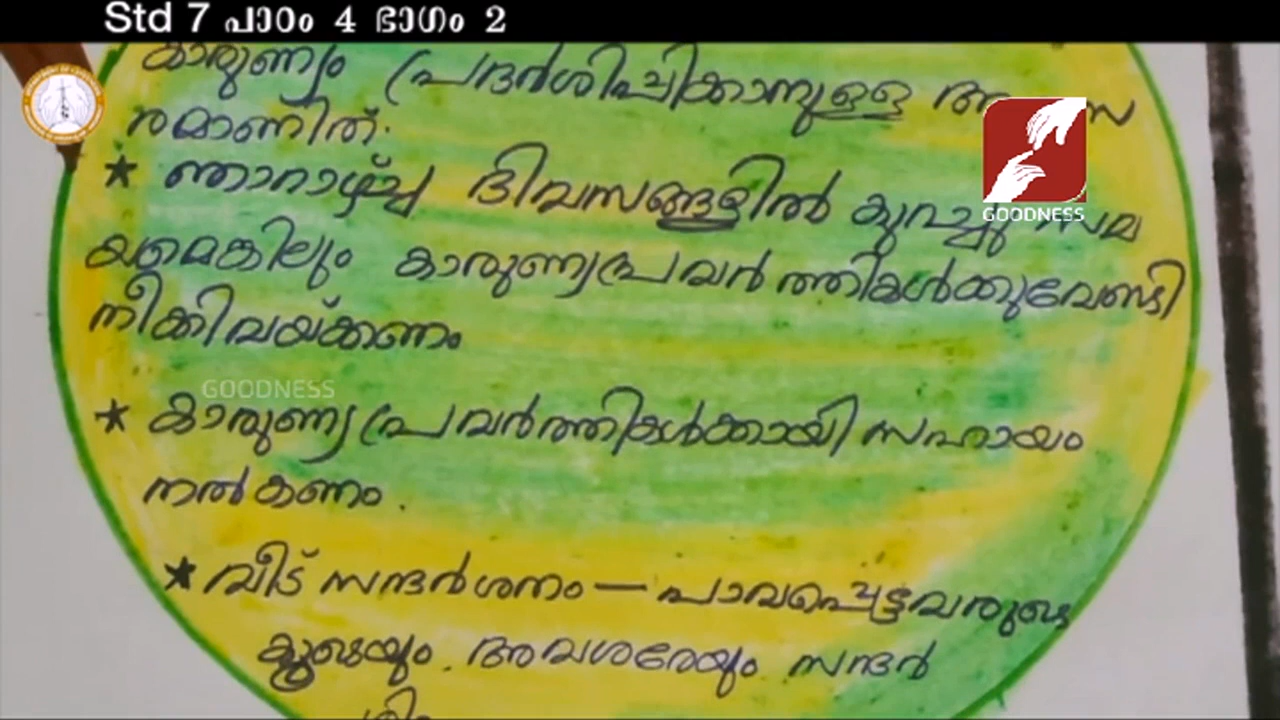 Std 7 പാഠം 4 ഭാഗം 2
കാരുണ്യം പ്രദർശിപ്പിക്കാനുള്ള
രമാണിത്.
GOODNESS
★ ഞാറാഴ്ച്ച ദിവസങ്ങളിൽ കുറച്ചു സമ
യമെങ്കിലും കാരുണ്യപ്രവർത്തികൾക്കുവേണ്ടി
നീക്കിവയ്ക്കണം
GOODNESS
★ കാരുണ്യപ്രവർത്തികൾക്കായി സഹായം
നൽകണം.
★ വീട് സന്ദർശനം — പാവപ്പെട്ടവരുടെ
അവശരേയും സന്ദർ